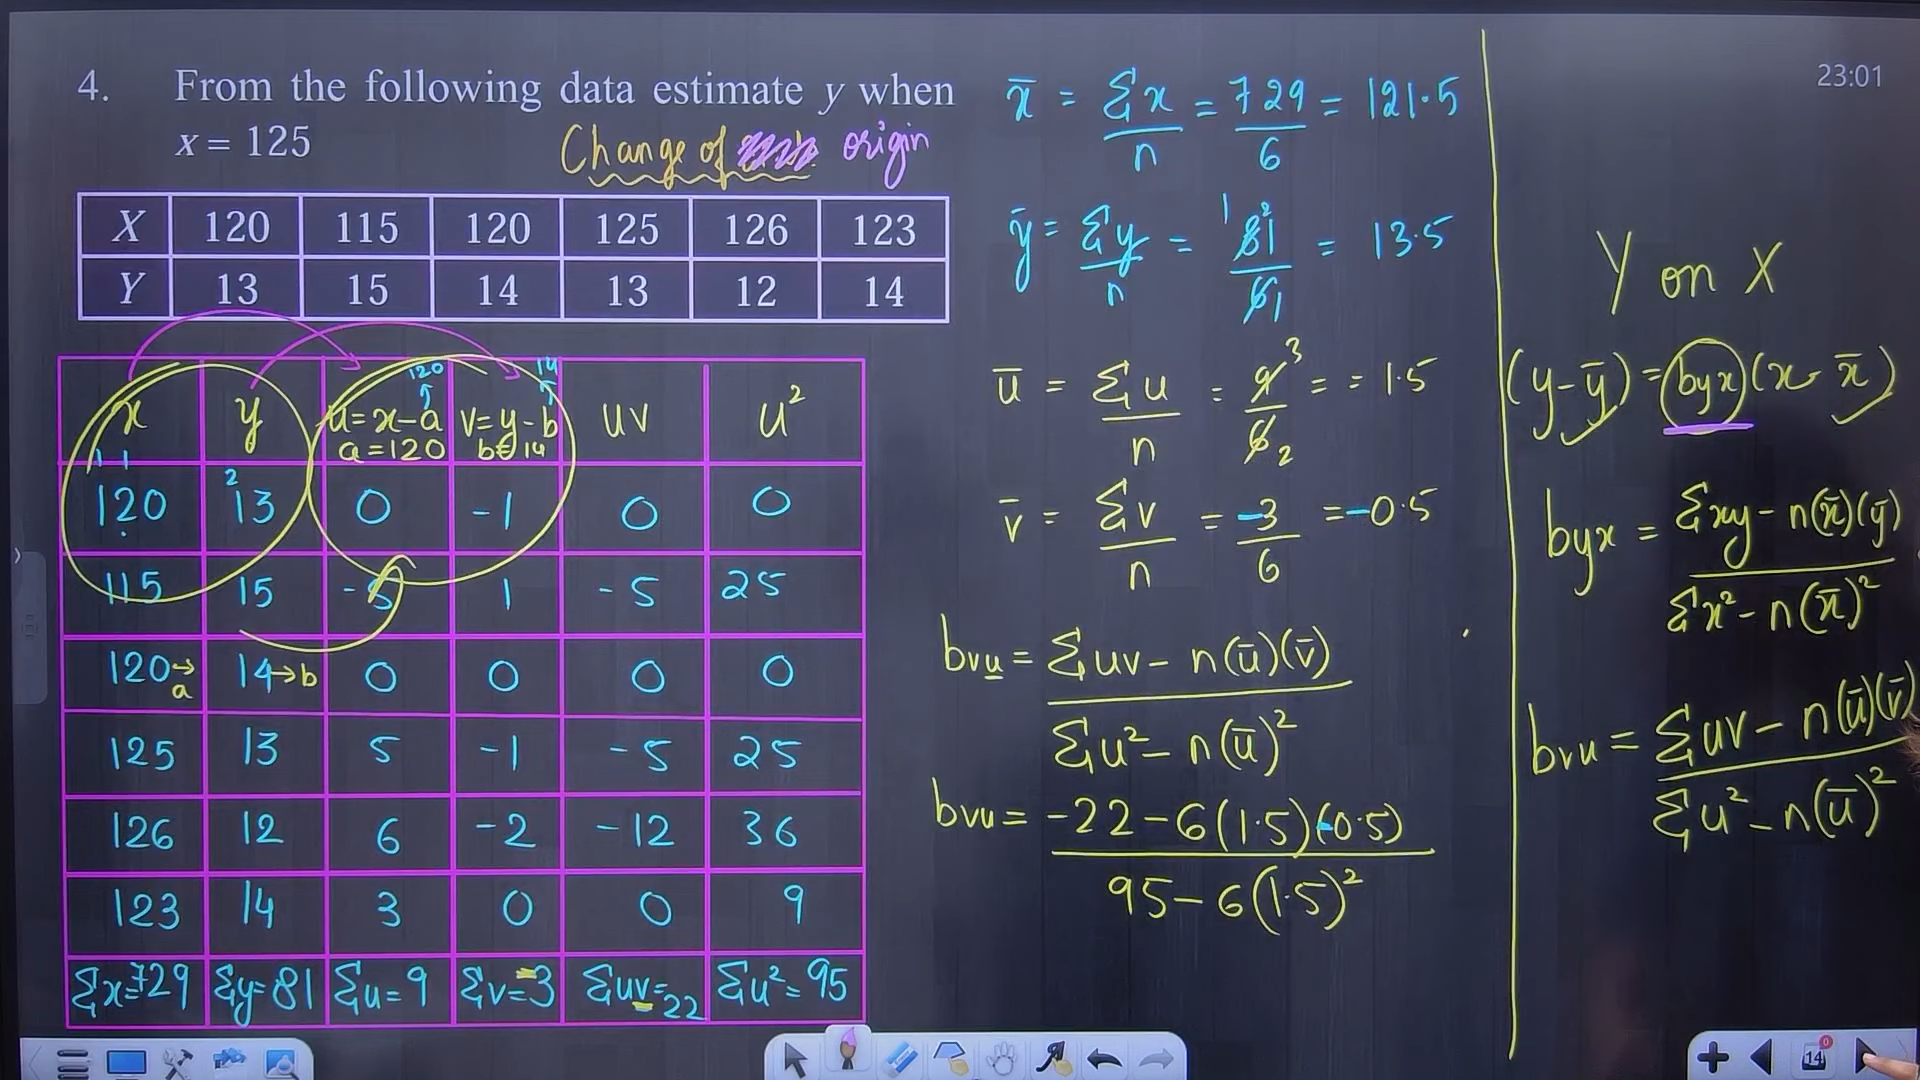 4. From the following data estimate y when
x = 125
Change of origin
X 120 115 120 125 126 123
Y 13 15 14 13 12 14
x y u=x-a v=y-b uv u²
120 14
a=120 b=14
120 13 0 -1 0 0
115 15 -5 1 -5 25
120→a 14→b 0 0 0 0
125 13 5 -1 -5 25
126 12 6 -2 -12 36
123 14 3 0 0 9
Σx=729 Σy=81 Σu=9 Σv=-3 Σuv=-22 Σu²=95
x̄ = Σx/n = 729/6 = 121.5
ȳ = Σy/n = 81/6 = 13.5
ū = Σu/n = 9/6 = = 1.5
v̄ = Σv/n = -3/6 = -0.5
bvu = Σuv - n(ū)(v̄) / Σu² - n(ū)²
bvu = -22-6(1.5)(-0.5) / 95-6(1.5)²
23:01
Y on X
(y-ȳ) = byx(x-x̄)
byx = Σxy - n(x̄)(ȳ) / Σx² - n(x̄)²
bvu = Σuv - n(ū)(v̄) / Σu² - n(ū)²
14
0